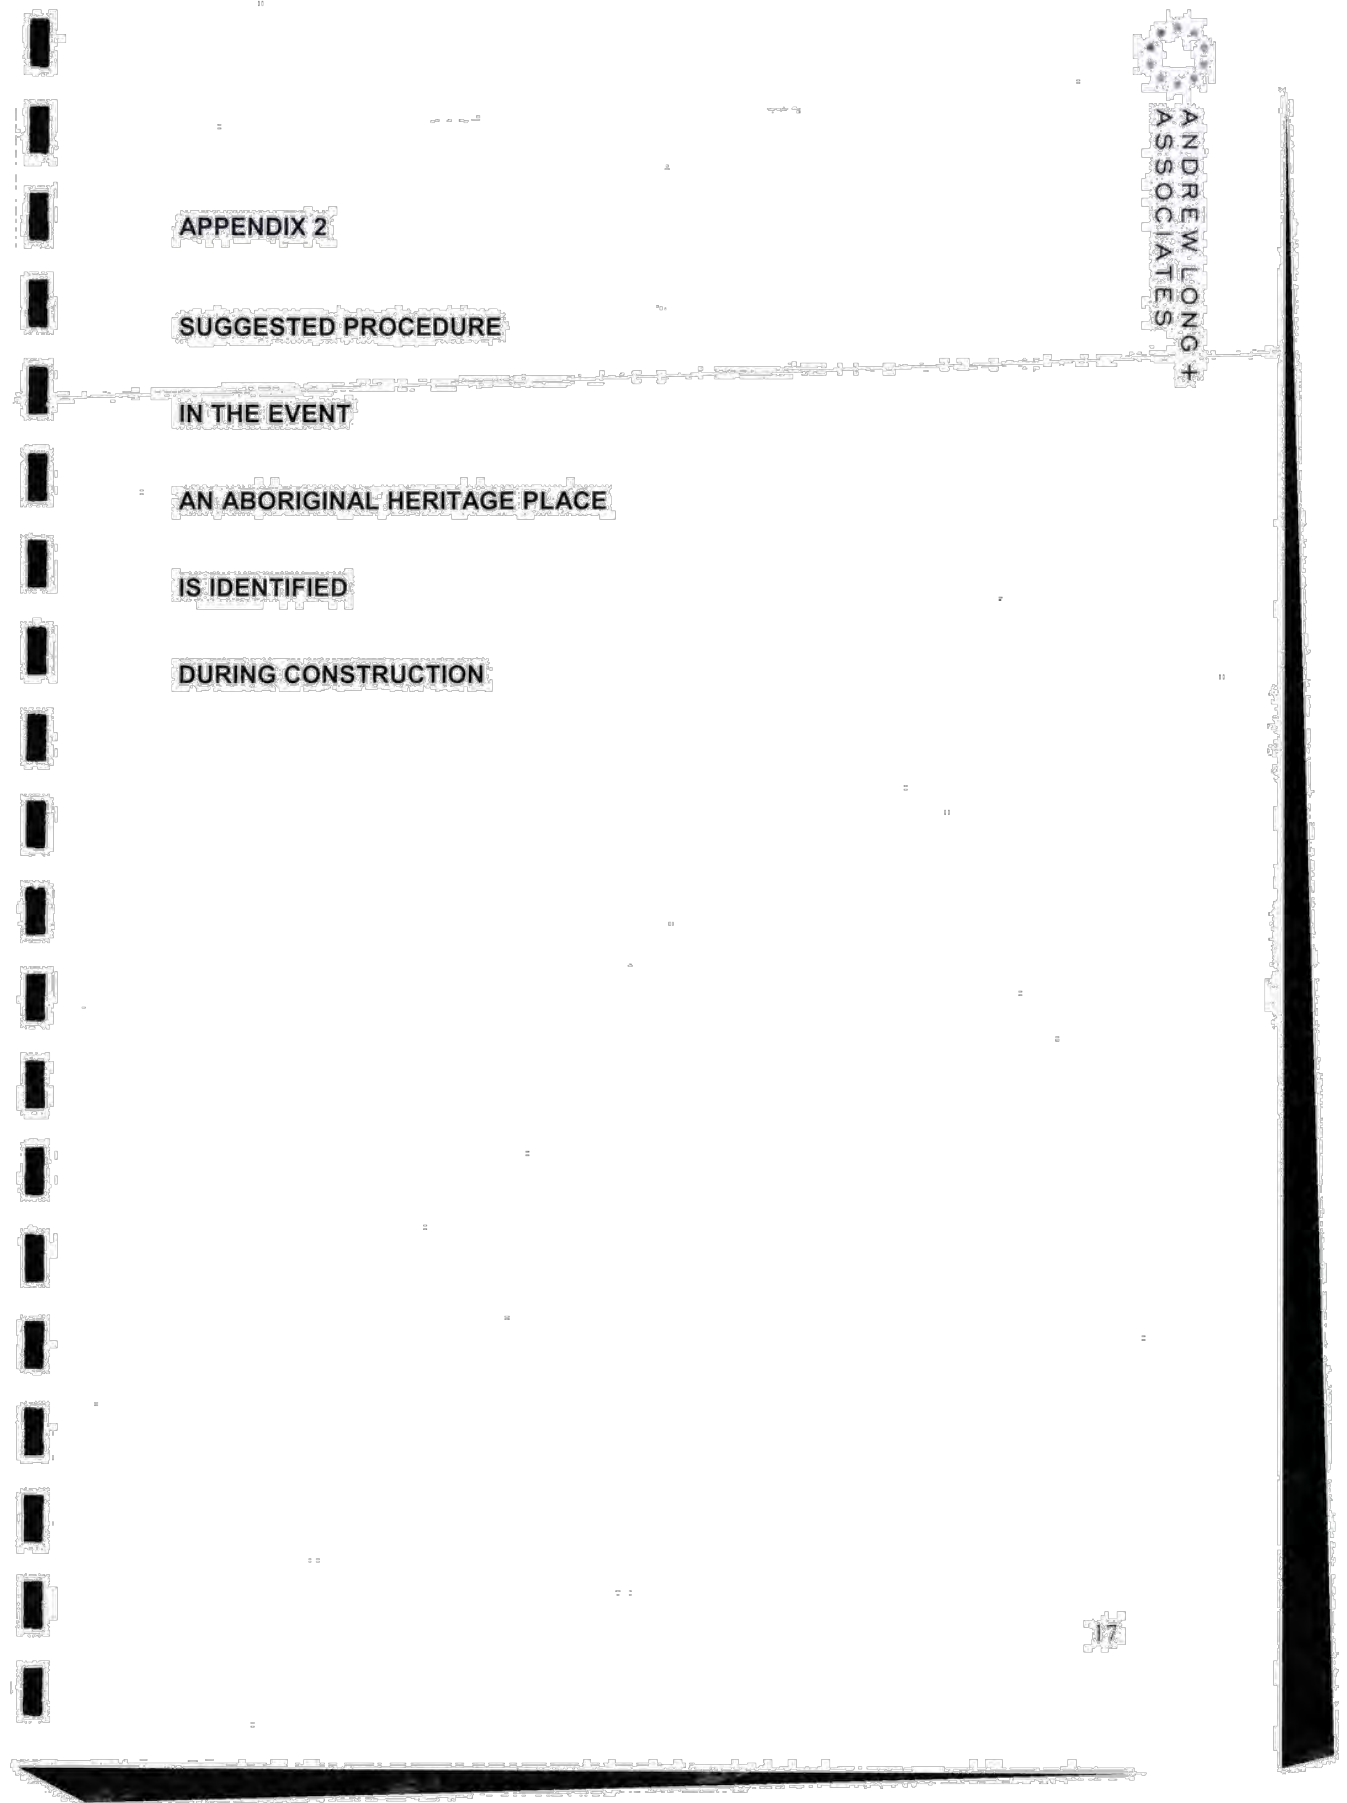 ANDREW LONG +
ASSOCIATES
APPENDIX 2
SUGGESTED PROCEDURE
IN THE EVENT
AN ABORIGINAL HERITAGE PLACE
IS IDENTIFIED
DURING CONSTRUCTION
17